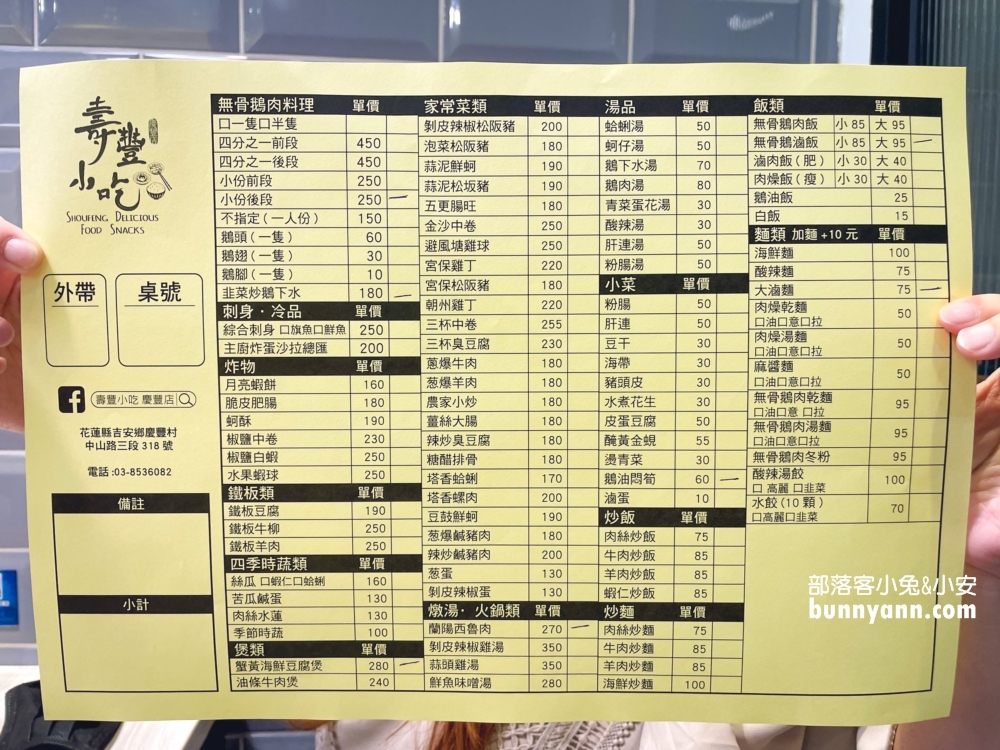 壽豐
小吃
SHOUFENG DELICIOUS
FOOD SNACKS
外帶
桌號
壽豐小吃 慶豐店
花蓮縣吉安鄉慶豐村
中山路三段 318 號
電話 :03-8536082
備註
小計
無骨鵝肉料理 單價
口一隻口半隻
四分之一前段 450
四分之一後段 450
小份前段 250
小份後段 250
不指定(一人份) 150
鵝頭(一隻) 60
鵝翅(一隻) 30
鵝腳(一隻) 10
韭菜炒鵝下水 180
刺身・冷品 單價
綜合刺身 口旗魚口鮮魚 250
主廚炸蛋沙拉總匯 200
炸物 單價
月亮蝦餅 160
脆皮肥腸 180
蚵酥 190
椒鹽中卷 230
椒鹽白蝦 250
水果蝦球 250
鐵板類 單價
鐵板豆腐 190
鐵板牛柳 250
鐵板羊肉 250
四季時蔬類 單價
絲瓜 口蝦仁口蛤蜊 160
苦瓜鹹蛋 130
肉絲水蓮 130
季節時蔬 100
煲類 單價
蟹黃海鮮豆腐煲 280
油條牛肉煲 240
家常菜類 單價
剝皮辣椒松阪豬 200
泡菜松阪豬 180
蒜泥鮮蚵 190
蒜泥松坂豬 190
五更腸旺 180
金沙中卷 250
避風塘雞球 250
宮保雞丁 220
宮保松阪豬 180
朝州雞丁 220
三杯中卷 255
三杯臭豆腐 230
蔥爆牛肉 180
葱爆羊肉 180
農家小炒 180
薑絲大腸 180
辣炒臭豆腐 180
糖醋排骨 180
塔香蛤蜊 170
塔香螺肉 200
豆鼓鮮蚵 190
葱爆鹹豬肉 180
辣炒鹹豬肉 200
葱蛋 130
剝皮辣椒蛋 130
燉湯・火鍋類 單價
蘭陽西魯肉 270
剝皮辣椒雞湯 350
蒜頭雞湯 350
鮮魚味噌湯 280
湯品 單價
蛤蜊湯 50
蚵仔湯 50
鵝下水湯 70
鵝肉湯 80
青菜蛋花湯 30
酸辣湯 30
肝連湯 50
粉腸湯 50
小菜 單價
粉腸 50
肝連 50
豆干 30
海帶 30
豬頭皮 30
水煮花生 30
皮蛋豆腐 50
醃黃金蜆 55
燙青菜 30
鵝油悶筍 60
滷蛋 10
炒飯 單價
肉絲炒飯 75
牛肉炒飯 85
羊肉炒飯 85
蝦仁炒飯 85
炒麵 單價
肉絲炒麵 75
牛肉炒麵 85
羊肉炒麵 85
海鮮炒麵 100
飯類 單價
無骨鵝肉飯 小 85 大 95
無骨鵝滷飯 小 85 大 95
滷肉飯(肥) 小 30 大 40
肉燥飯(瘦) 小 30 大 40
鵝油飯 25
白飯 15
麵類 加麵 +10 元 單價
海鮮麵 100
酸辣麵 75
大滷麵 75
肉燥乾麵 50
口油口意口拉
肉燥湯麵 50
口油口意口拉
麻醬麵 50
口油口意口拉
無骨鵝肉乾麵 95
口油口意 口拉
無骨鵝肉湯麵 95
口油口意口拉
無骨鵝肉冬粉 95
酸辣湯餃 100
口 高麗 口韭菜
水餃(10 顆) 70
口高麗口韭菜
部落客小兔&小安
bunnyann.com